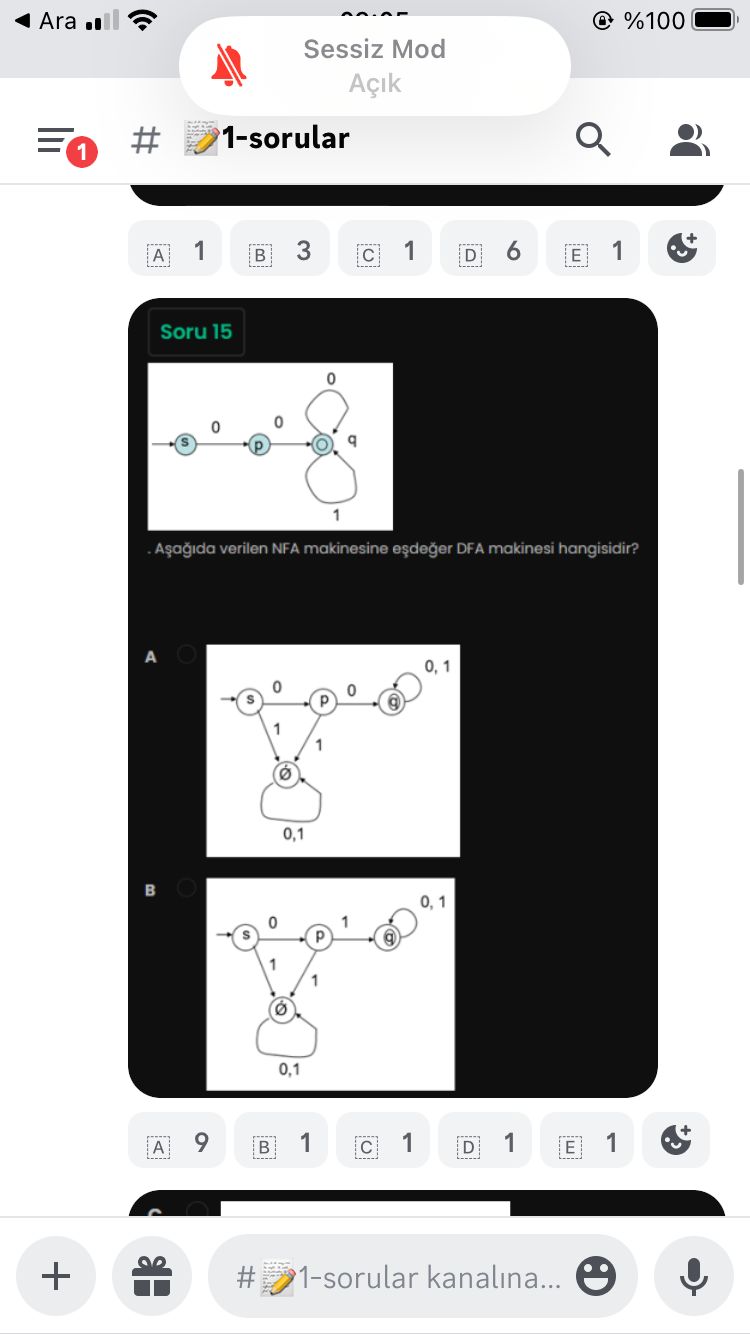 ◀ Ara
%100
Sessiz Mod
Açık
1
# 1-sorular
A 1
B 3
C 1
D 6
E 1
Soru 15
0
0
0
s
p
q
1
. Aşağıda verilen NFA makinesine eşdeğer DFA makinesi hangisidir?
A
0, 1
0
0
s
p
q
1
1
Ø
0,1
B
0, 1
0
1
s
p
q
1
1
Ø
0,1
A 9
B 1
C 1
D 1
E 1
# 1-sorular kanalına...